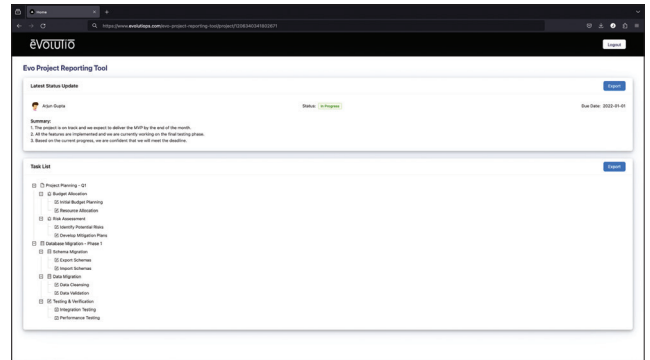 Home
https://www.evolutiops.com/evo-project-reporting-tool/project/1206340341802671
ēvolutiō
Logout
Evo Project Reporting Tool
Latest Status Update
Export
Arjun Gupta
Status: In Progress
Due Date: 2022-01-01
Summary:
1. The project is on track and we expect to deliver the MVP by the end of the month.
2. All the features are implemented and we are currently working on the final testing phase.
3. Based on the current progress, we are confident that we will meet the deadline.
Task List
Export
Project Planning - Q1
Budget Allocation
Initial Budget Planning
Resource Allocation
Risk Assessment
Identify Potential Risks
Develop Mitigation Plans
Database Migration - Phase 1
Schema Migration
Export Schemas
Import Schemas
Data Migration
Data Cleansing
Data Validation
Testing & Verification
Integration Testing
Performance Testing